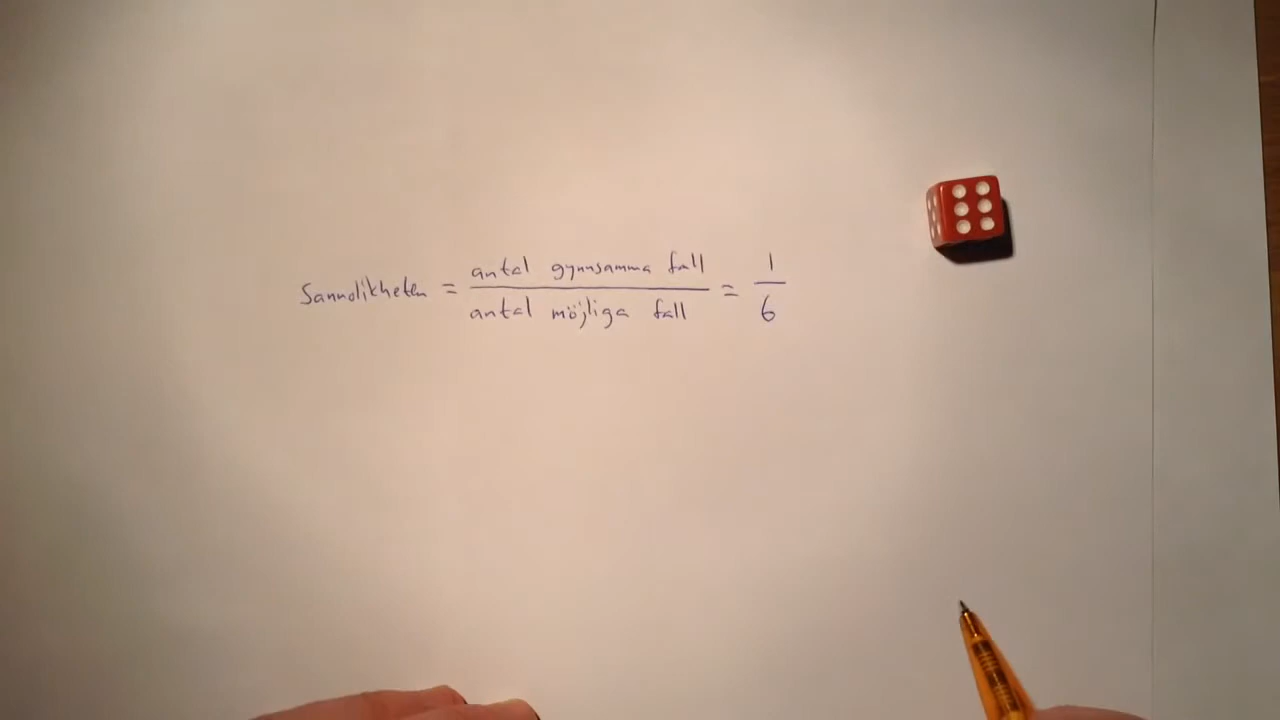 Sannolikheten = antal gynnsamma fall / antal möjliga fall = 1/6